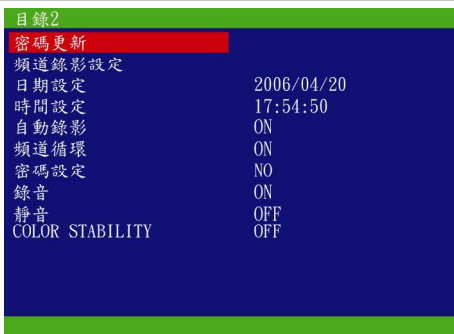 目錄2
密碼更新
頻道錄影設定
日期設定 2006/04/20
時間設定 17:54:50
自動錄影 ON
頻道循環 ON
密碼設定 NO
錄音 ON
靜音 OFF
COLOR STABILITY OFF